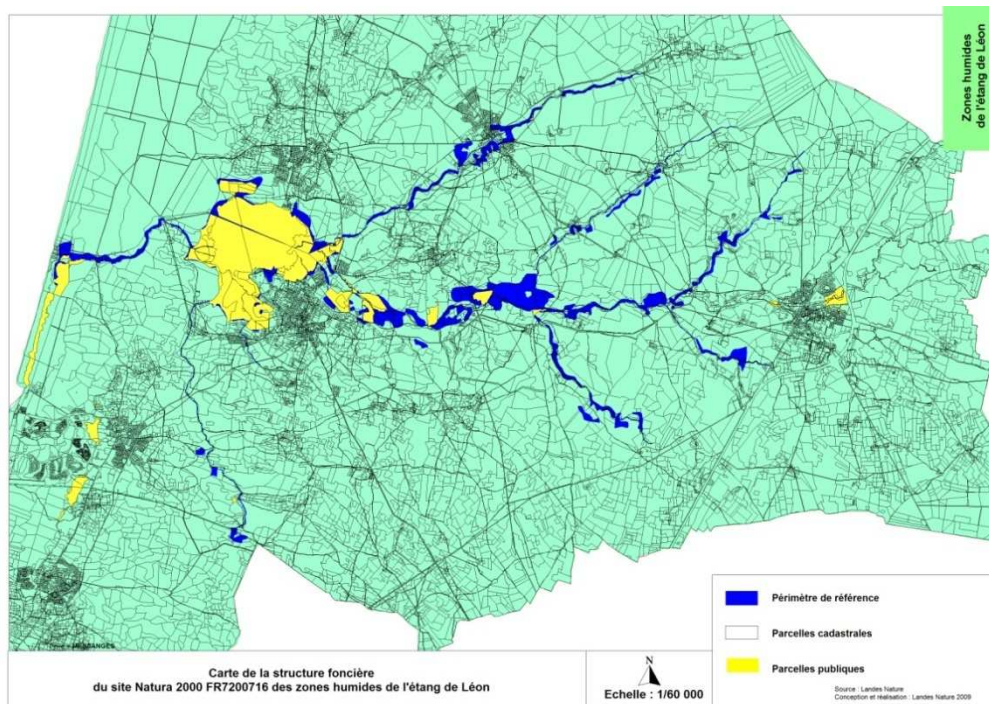 Zones humides
de l'étang de Léon
Périmètre de référence
Parcelles cadastrales
Parcelles publiques
Carte de la structure foncière
du site Natura 2000 FR7200716 des zones humides de l'étang de Léon
N
Echelle : 1/60 000
Source : Landes Nature
Conception et réalisation : Landes Nature 2009